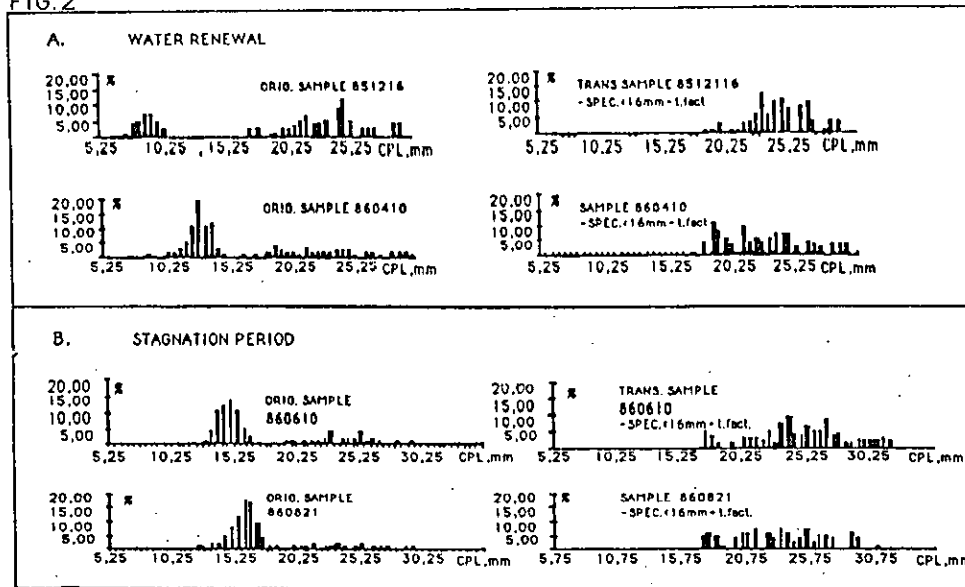 FIG. 2
A. WATER RENEWAL
20,00 %
15,00
10,00
5,00
ORIG. SAMPLE 851216
5,25 10,25 15,25 20,25 25,25 CPL,mm
20,00 %
15,00
10,00
5,00
TRANS SAMPLE 8512116
-SPEC.<16mm-t.fact.
5,25 10,25 15,25 20,25 25,25 CPL,mm
20,00 %
15,00
10,00
5,00
ORIG. SAMPLE 860410
5,25 10,25 15,25 20,25 25,25 CPL,mm
20,00 %
15,00
10,00
5,00
SAMPLE 860410
-SPEC.<16mm-t.fact.
5,25 10,25 15,25 20,25 25,25 CPL,mm
B. STAGNATION PERIOD
20,00 %
15,00
10,00
5,00
ORIG. SAMPLE
860610
5,25 10,25 15,25 20,25 25,25 30,25 CPL,mm
20,00 %
15,00
10,00
5,00
TRANS. SAMPLE
860610
-SPEC.<16mm-t.fact.
5,25 10,25 15,25 20,75 25,25 30,25 CPL,mm
20,00 %
15,00
10,00
5,00
ORIG. SAMPLE
860821
5,25 10,25 15,25 20,25 25,25 30,25 CPL,mm
20,00 %
15,00
10,00
5,00
SAMPLE 860821
-SPEC.<16mm-t.fact.
5,75 10,25 15,25 20,75 25,75 30,75 CPL,mm